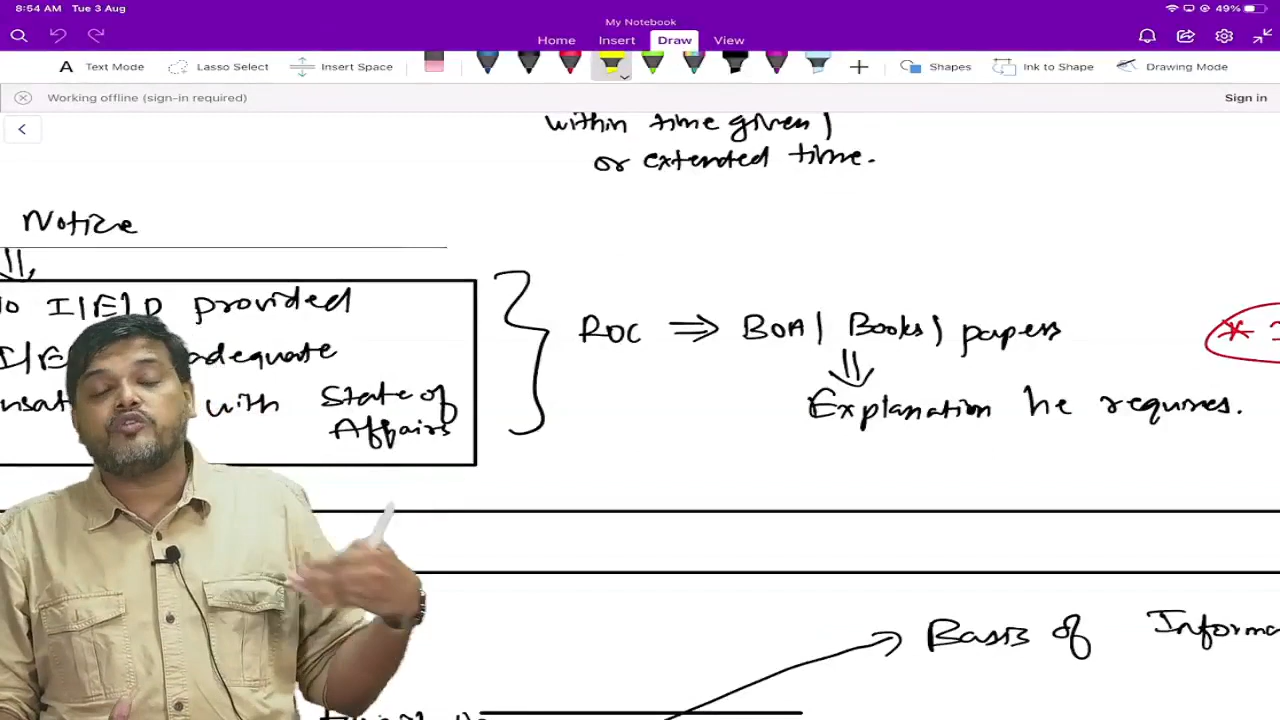 8:54 AM Tue 3 Aug
49%
My Notebook
Home Insert Draw View
A Text Mode Lasso Select Insert Space Shapes Ink to Shape Drawing Mode
Working offline (sign-in required) Sign in
within time given /
or extended time.
Notice
I/E/D provided
I/E adequate
with State of
Affairs
ROC ⇒ BOA / Books / papers
Explanation he requires.
*
Basis of Informa